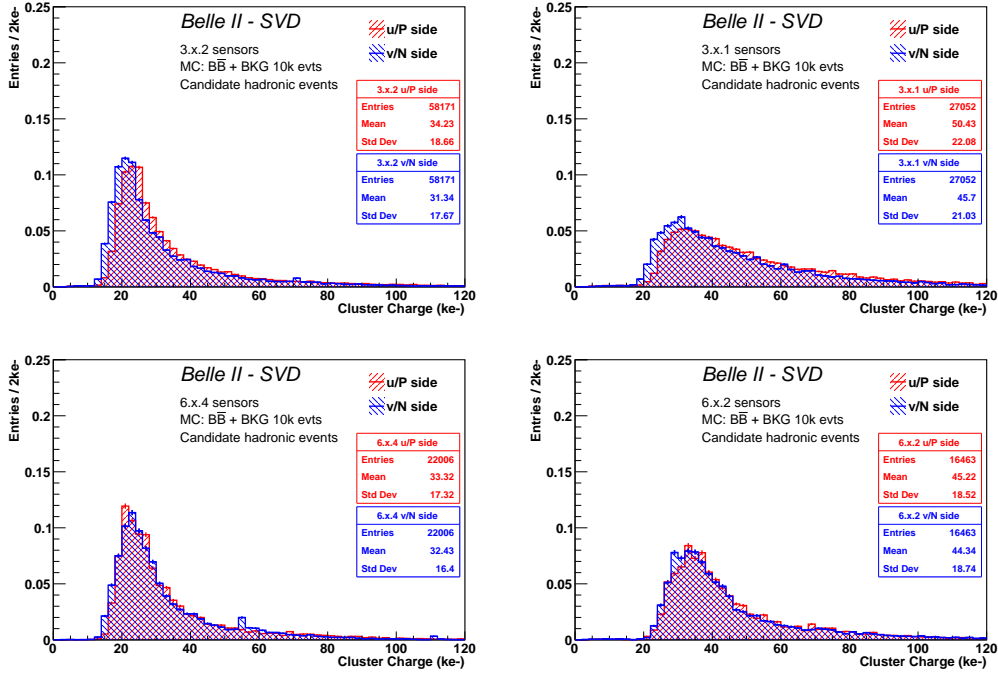 Belle II - SVD
3.x.2 sensors
MC: BB̅ + BKG 10k evts
Candidate hadronic events
u/P side
v/N side
3.x.2 u/P side
Entries 58171
Mean 34.23
Std Dev 18.66
3.x.2 v/N side
Entries 58171
Mean 31.34
Std Dev 17.67
Entries / 2ke-
0.25
0.2
0.15
0.1
0.05
0
0 20 40 60 80 100 120
Cluster Charge (ke-)
Belle II - SVD
3.x.1 sensors
MC: BB̅ + BKG 10k evts
Candidate hadronic events
u/P side
v/N side
3.x.1 u/P side
Entries 27052
Mean 50.43
Std Dev 22.08
3.x.1 v/N side
Entries 27052
Mean 45.7
Std Dev 21.03
Entries / 2ke-
0.25
0.2
0.15
0.1
0.05
0
0 20 40 60 80 100 120
Cluster Charge (ke-)
Belle II - SVD
6.x.4 sensors
MC: BB̅ + BKG 10k evts
Candidate hadronic events
u/P side
v/N side
6.x.4 u/P side
Entries 22006
Mean 33.32
Std Dev 17.32
6.x.4 v/N side
Entries 22006
Mean 32.43
Std Dev 16.4
Entries / 2ke-
0.25
0.2
0.15
0.1
0.05
0
0 20 40 60 80 100 120
Cluster Charge (ke-)
Belle II - SVD
6.x.2 sensors
MC: BB̅ + BKG 10k evts
Candidate hadronic events
u/P side
v/N side
6.x.2 u/P side
Entries 16463
Mean 45.22
Std Dev 18.52
6.x.2 v/N side
Entries 16463
Mean 44.34
Std Dev 18.74
Entries / 2ke-
0.25
0.2
0.15
0.1
0.05
0
0 20 40 60 80 100 120
Cluster Charge (ke-)